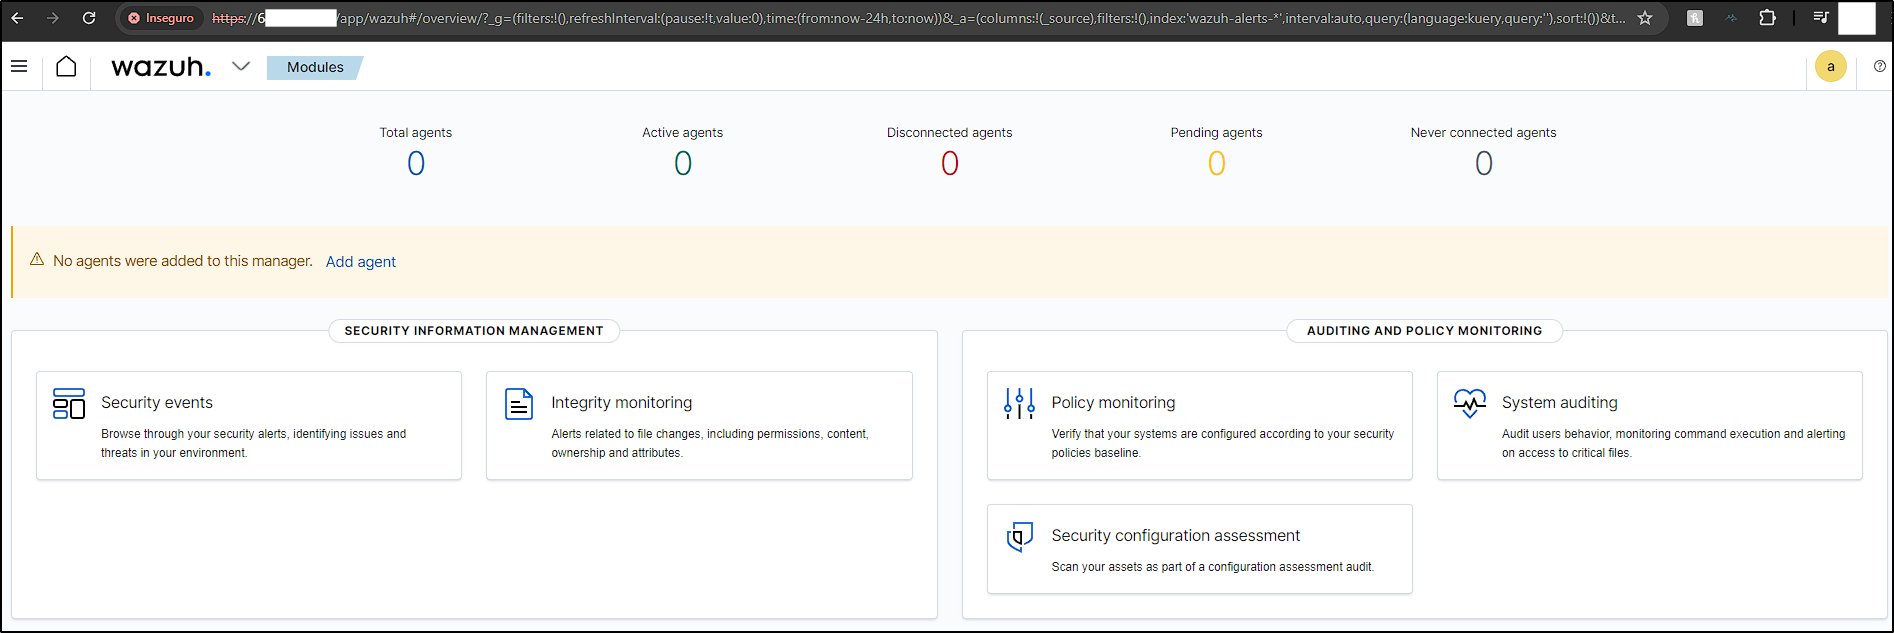 Inseguro https://6 /app/wazuh#/overview/?_g=(filters:!(),refreshInterval:(pause:!t,value:0),time:(from:now-24h,to:now))&_a=(columns:!(_source),filters:!(),index:'wazuh-alerts-*',interval:auto,query:(language:kuery,query:''),sort:!())&t...
wazuh. Modules a
Total agents Active agents Disconnected agents Pending agents Never connected agents
0 0 0 0 0
No agents were added to this manager. Add agent
SECURITY INFORMATION MANAGEMENT
Security events
Browse through your security alerts, identifying issues and
threats in your environment.
Integrity monitoring
Alerts related to file changes, including permissions, content,
ownership and attributes.
AUDITING AND POLICY MONITORING
Policy monitoring
Verify that your systems are configured according to your security
policies baseline.
System auditing
Audit users behavior, monitoring command execution and alerting
on access to critical files.
Security configuration assessment
Scan your assets as part of a configuration assessment audit.